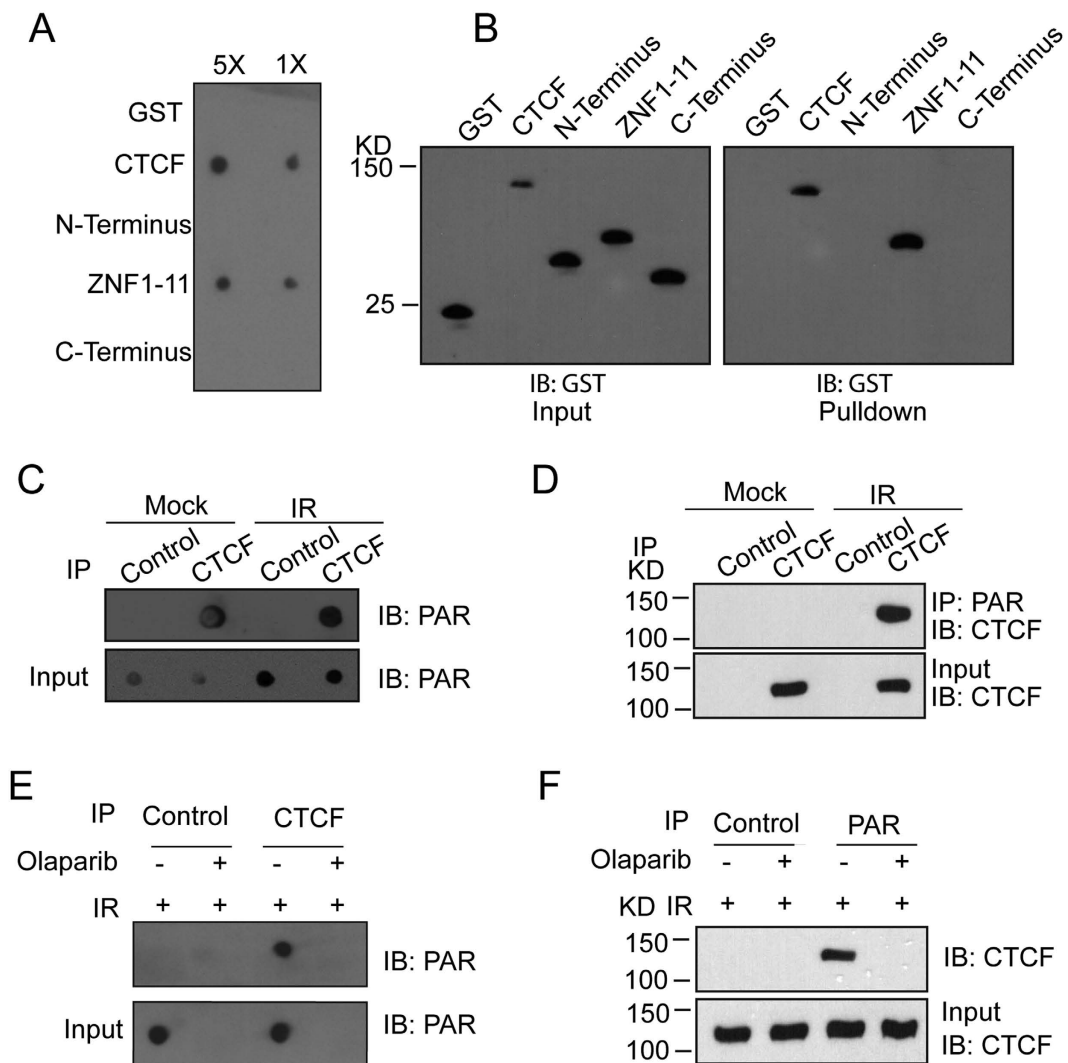 A
5X 1X
GST
CTCF
N-Terminus
ZNF1-11
C-Terminus
B
GST CTCF N-Terminus ZNF1-11 C-Terminus
GST CTCF N-Terminus ZNF1-11 C-Terminus
KD
150
25
IB: GST
Input
IB: GST
Pulldown
C
Mock IR
IP Control CTCF Control CTCF
IB: PAR
Input IB: PAR
D
Mock IR
IP Control CTCF Control CTCF
KD
150
100
IP: PAR
IB: CTCF
150
100
Input
IB: CTCF
E
IP Control CTCF
Olaparib - + - +
IR + + + +
IB: PAR
Input IB: PAR
F
IP Control PAR
Olaparib - + - +
KD IR + + + +
150
100
IB: CTCF
150
100
Input
IB: CTCF